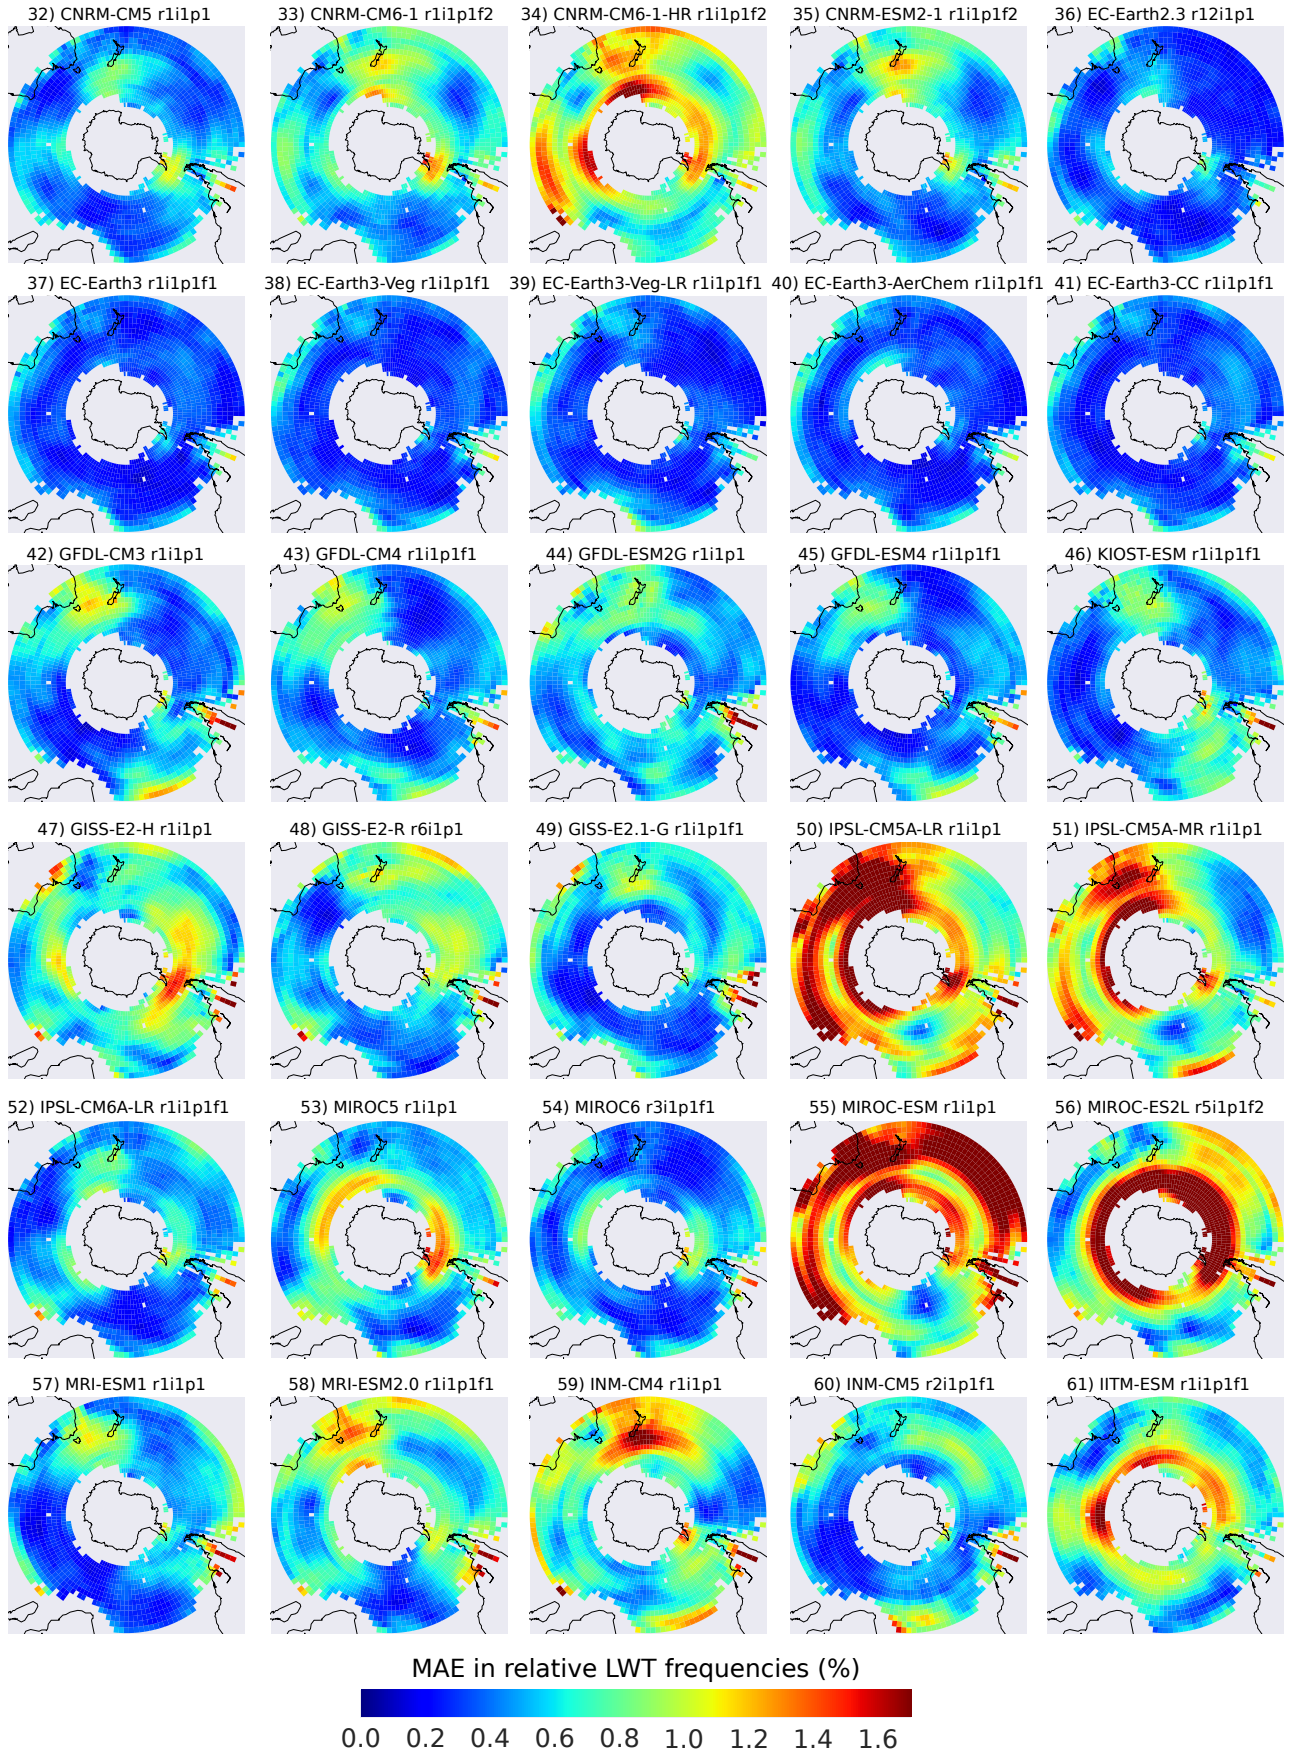 32) CNRM-CM5 r1i1p1
33) CNRM-CM6-1 r1i1p1f2
34) CNRM-CM6-1-HR r1i1p1f2
35) CNRM-ESM2-1 r1i1p1f2
36) EC-Earth2.3 r12i1p1
37) EC-Earth3 r1i1p1f1
38) EC-Earth3-Veg r1i1p1f1
39) EC-Earth3-Veg-LR r1i1p1f1
40) EC-Earth3-AerChem r1i1p1f1
41) EC-Earth3-CC r1i1p1f1
42) GFDL-CM3 r1i1p1
43) GFDL-CM4 r1i1p1f1
44) GFDL-ESM2G r1i1p1
45) GFDL-ESM4 r1i1p1f1
46) KIOST-ESM r1i1p1f1
47) GISS-E2-H r1i1p1
48) GISS-E2-R r6i1p1
49) GISS-E2.1-G r1i1p1f1
50) IPSL-CM5A-LR r1i1p1
51) IPSL-CM5A-MR r1i1p1
52) IPSL-CM6A-LR r1i1p1f1
53) MIROC5 r1i1p1
54) MIROC6 r3i1p1f1
55) MIROC-ESM r1i1p1
56) MIROC-ES2L r5i1p1f2
57) MRI-ESM1 r1i1p1
58) MRI-ESM2.0 r1i1p1f1
59) INM-CM4 r1i1p1
60) INM-CM5 r2i1p1f1
61) IITM-ESM r1i1p1f1
MAE in relative LWT frequencies (%)
0.0 0.2 0.4 0.6 0.8 1.0 1.2 1.4 1.6